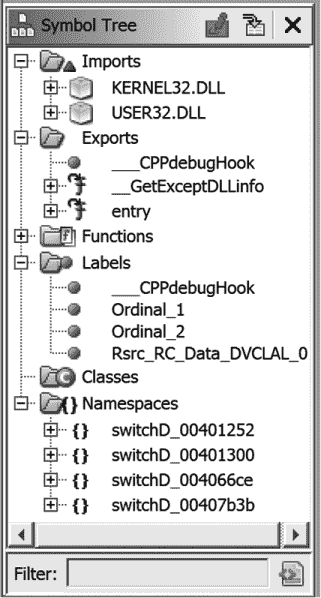 Symbol Tree
Imports
KERNEL32.DLL
USER32.DLL
Exports
___CPPdebugHook
__GetExceptDLLinfo
entry
Functions
Labels
___CPPdebugHook
Ordinal_1
Ordinal_2
Rsrc_RC_Data_DVCLAL_0
Classes
Namespaces
switchD_00401252
switchD_00401300
switchD_004066ce
switchD_00407b3b
Filter: